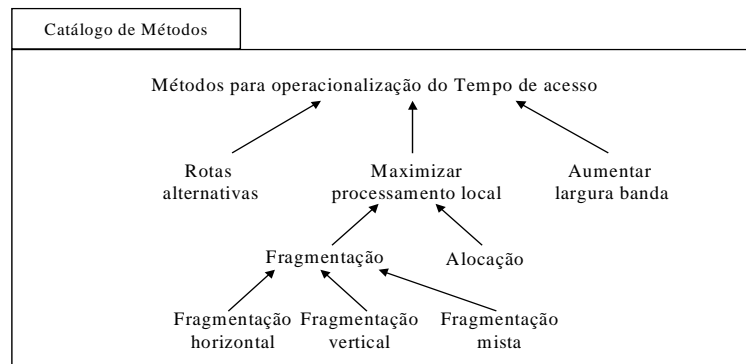 Catálogo de Métodos
Métodos para operacionalização do Tempo de acesso
Rotas
alternativas
Maximizar
processamento local
Aumentar
largura banda
Fragmentação
Alocação
Fragmentação
horizontal
Fragmentação
vertical
Fragmentação
mista